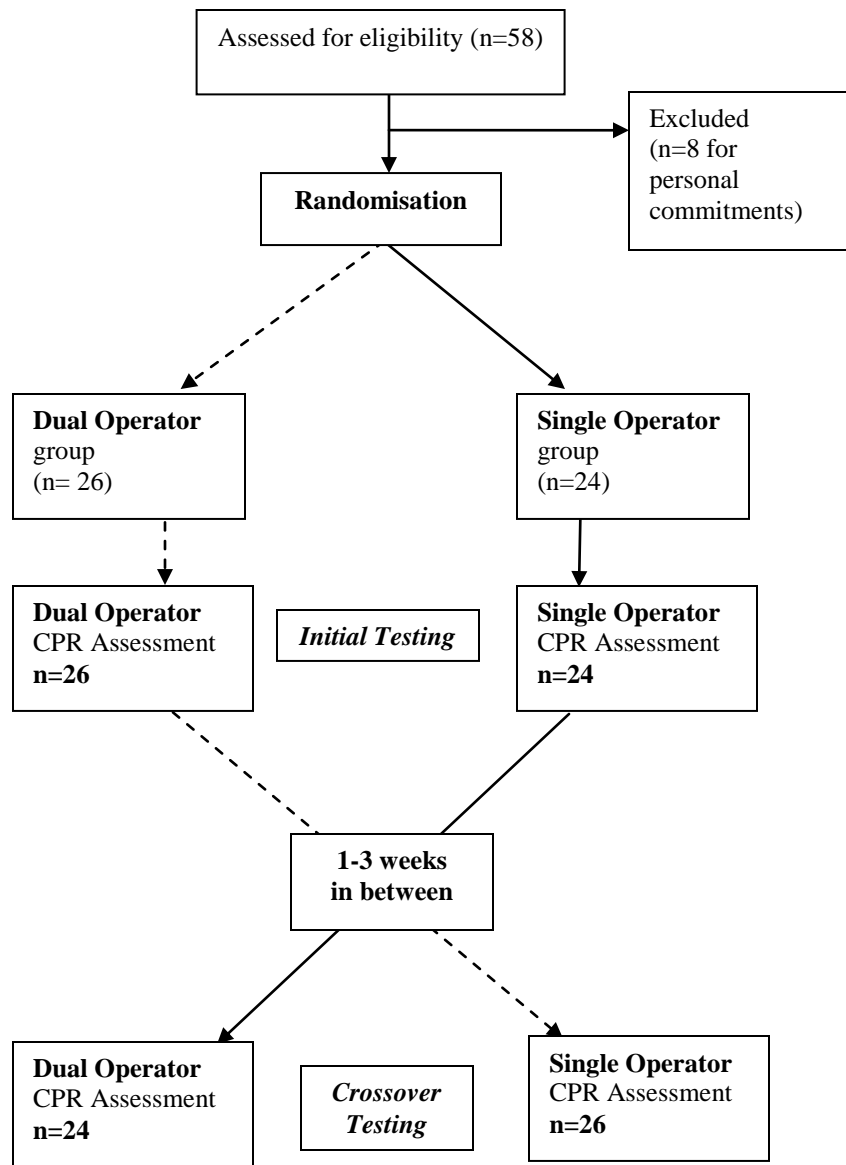 Assessed for eligibility (n=58)
Excluded
(n=8 for
personal
commitments)
Randomisation
Dual Operator
group
(n= 26)
Single Operator
group
(n=24)
Dual Operator
CPR Assessment
n=26
Initial Testing
Single Operator
CPR Assessment
n=24
1-3 weeks
in between
Dual Operator
CPR Assessment
n=24
Crossover
Testing
Single Operator
CPR Assessment
n=26